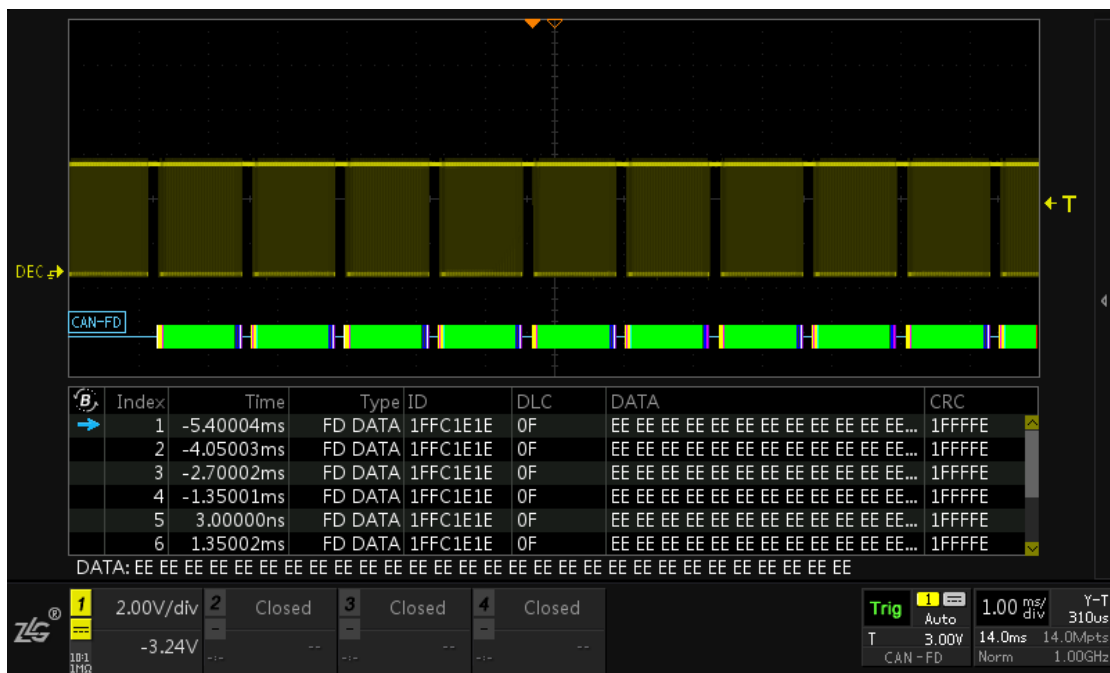 T
DEC
CAN-FD
B Index Time Type ID DLC DATA CRC
1 -5.40004ms FD DATA 1FFC1E1E 0F EE EE EE EE EE EE EE EE EE EE EE EE... 1FFFFE
2 -4.05003ms FD DATA 1FFC1E1E 0F EE EE EE EE EE EE EE EE EE EE EE EE... 1FFFFE
3 -2.70002ms FD DATA 1FFC1E1E 0F EE EE EE EE EE EE EE EE EE EE EE EE... 1FFFFE
4 -1.35001ms FD DATA 1FFC1E1E 0F EE EE EE EE EE EE EE EE EE EE EE EE... 1FFFFE
5 3.00000ns FD DATA 1FFC1E1E 0F EE EE EE EE EE EE EE EE EE EE EE EE... 1FFFFE
6 1.35002ms FD DATA 1FFC1E1E 0F EE EE EE EE EE EE EE EE EE EE EE EE... 1FFFFE
DATA: EE EE EE EE EE EE EE EE EE EE EE EE EE EE EE EE EE EE EE EE EE EE EE EE EE EE EE EE EE
ZLG®
1 2.00V/div 2 Closed 3 Closed 4 Closed
-3.24V -- -- --
10:1 -:- -:- -:-
1MΩ
Trig 1 Auto 1.00 ms/div Y-T 310us
T 3.00V 14.0ms 14.0Mpts
CAN-FD Norm 1.00GHz